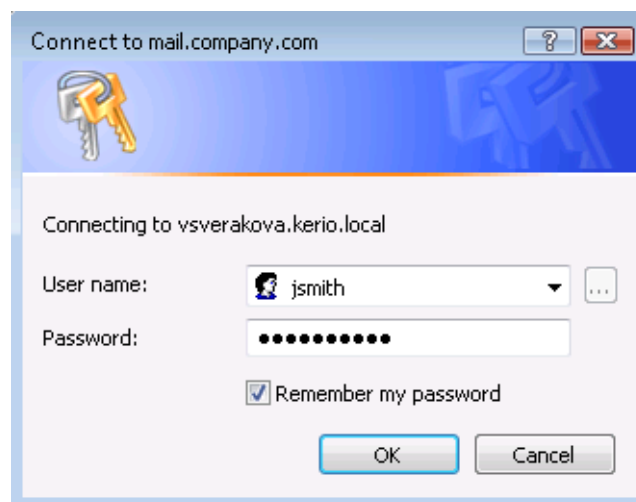 Connect to mail.company.com
Connecting to vsverakova.kerio.local
User name: jsmith ...
Password: ●●●●●●●●●●
Remember my password
OK Cancel